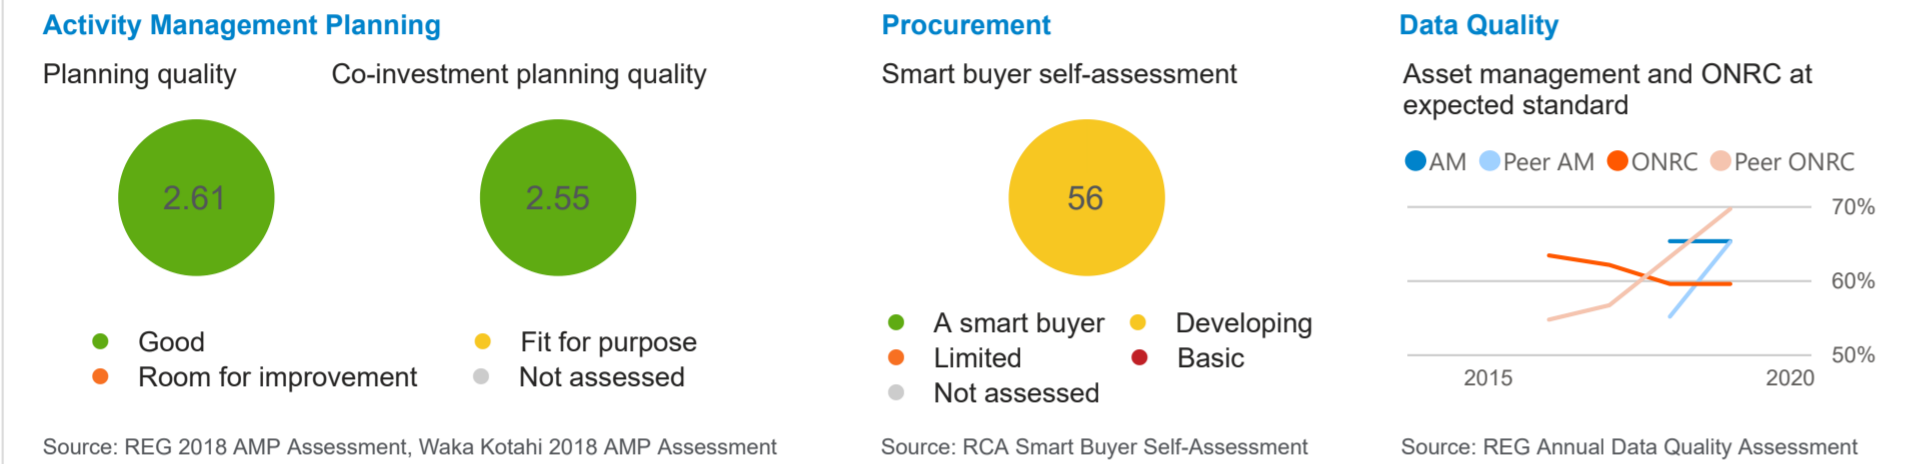 Activity Management Planning
Planning quality
Co-investment planning quality
2.61
2.55
Good
Fit for purpose
Room for improvement
Not assessed
Source: REG 2018 AMP Assessment, Waka Kotahi 2018 AMP Assessment
Procurement
Smart buyer self-assessment
56
A smart buyer
Developing
Limited
Basic
Not assessed
Source: RCA Smart Buyer Self-Assessment
Data Quality
Asset management and ONRC at
expected standard
AM Peer AM ONRC Peer ONRC
70%
60%
50%
2015 2020
Source: REG Annual Data Quality Assessment